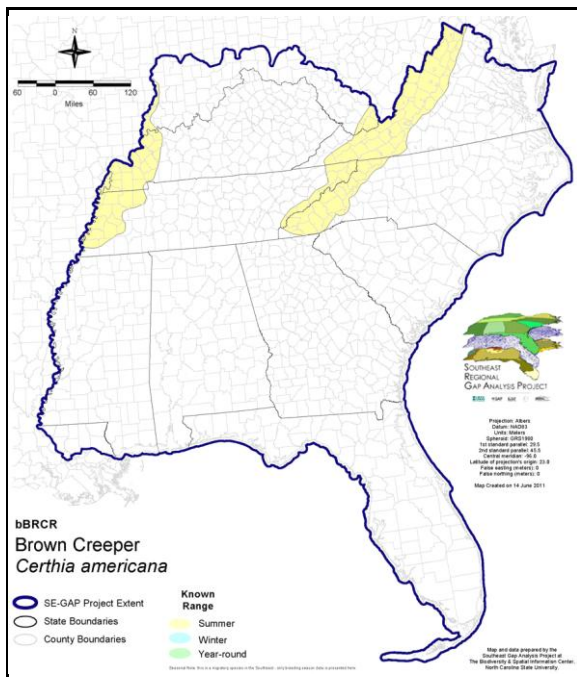 N
60 0 60 120
Miles
SOUTHEAST
REGIONAL
GAP ANALYSIS PROJECT
Projection: Albers
Datum: NAD83
Units: Meters
Spheroid: GRS1980
1st standard parallel: 29.5
2nd standard parallel: 45.5
Central meridian: -96.0
Latitude of projection's origin: 23.0
False easting (meters): 0
False northing (meters): 0
Map Created on 14 June 2011
bBRCR
Brown Creeper
Certhia americana
SE-GAP Project Extent
State Boundaries
County Boundaries
Known
Range
Summer
Winter
Year-round
Map and data prepared by the
Southeast Gap Analysis Project at
The Biodiversity & Spatial Information Center,
North Carolina State University.